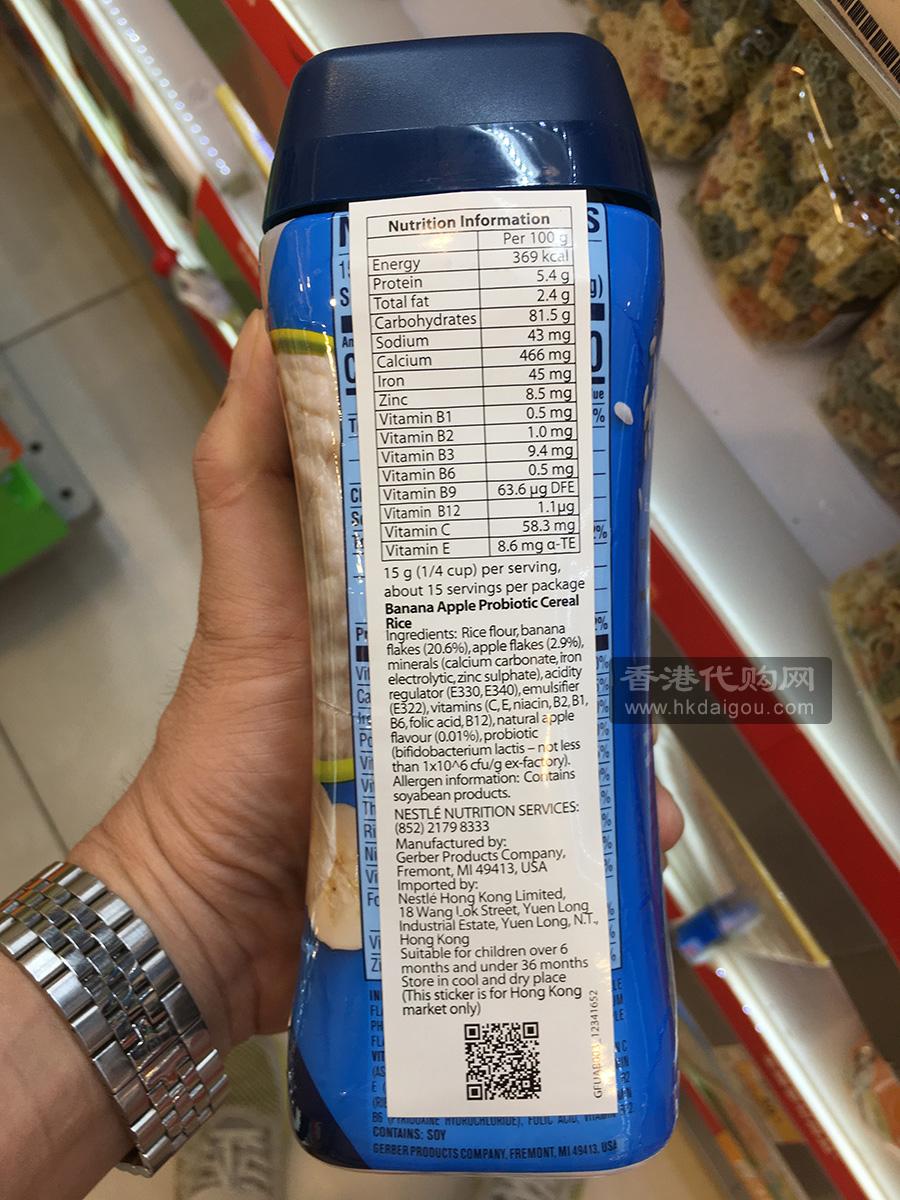 Nutrition Information
Per 100 g
Energy 369 kcal
Protein 5.4 g
Total fat 2.4 g
Carbohydrates 81.5 g
Sodium 43 mg
Calcium 466 mg
Iron 45 mg
Zinc 8.5 mg
Vitamin B1 0.5 mg
Vitamin B2 1.0 mg
Vitamin B3 9.4 mg
Vitamin B6 0.5 mg
Vitamin B9 63.6 µg DFE
Vitamin B12 1.1µg
Vitamin C 58.3 mg
Vitamin E 8.6 mg α-TE
15 g (1/4 cup) per serving,
about 15 servings per package
Banana Apple Probiotic Cereal
Rice
Ingredients: Rice flour, banana
flakes (20.6%), apple flakes (2.9%),
minerals (calcium carbonate, iron
electrolytic, zinc sulphate), acidity
regulator (E330, E340), emulsifier
(E322), vitamins (C, E, niacin, B2, B1,
B6, folic acid, B12), natural apple
flavour (0.01%), probiotic
(bifidobacterium lactis – not less
than 1x10^6 cfu/g ex-factory).
Allergen information: Contains
soyabean products.
NESTLÉ NUTRITION SERVICES:
(852) 2179 8333
Manufactured by:
Gerber Products Company,
Fremont, MI 49413, USA
Imported by:
Nestlé Hong Kong Limited,
18 Wang Lok Street, Yuen Long
Industrial Estate, Yuen Long, N.T.,
Hong Kong
Suitable for children over 6
months and under 36 months
Store in cool and dry place
(This sticker is for Hong Kong
market only)
12341652
B6 (PYRIDOXINE HYDROCHLORIDE), FOLIC ACID, VITAMIN
CONTAINS: SOY
GERBER PRODUCTS COMPANY, FREMONT, MI 49413, USA
香港代购网
www.hkdaigou.com